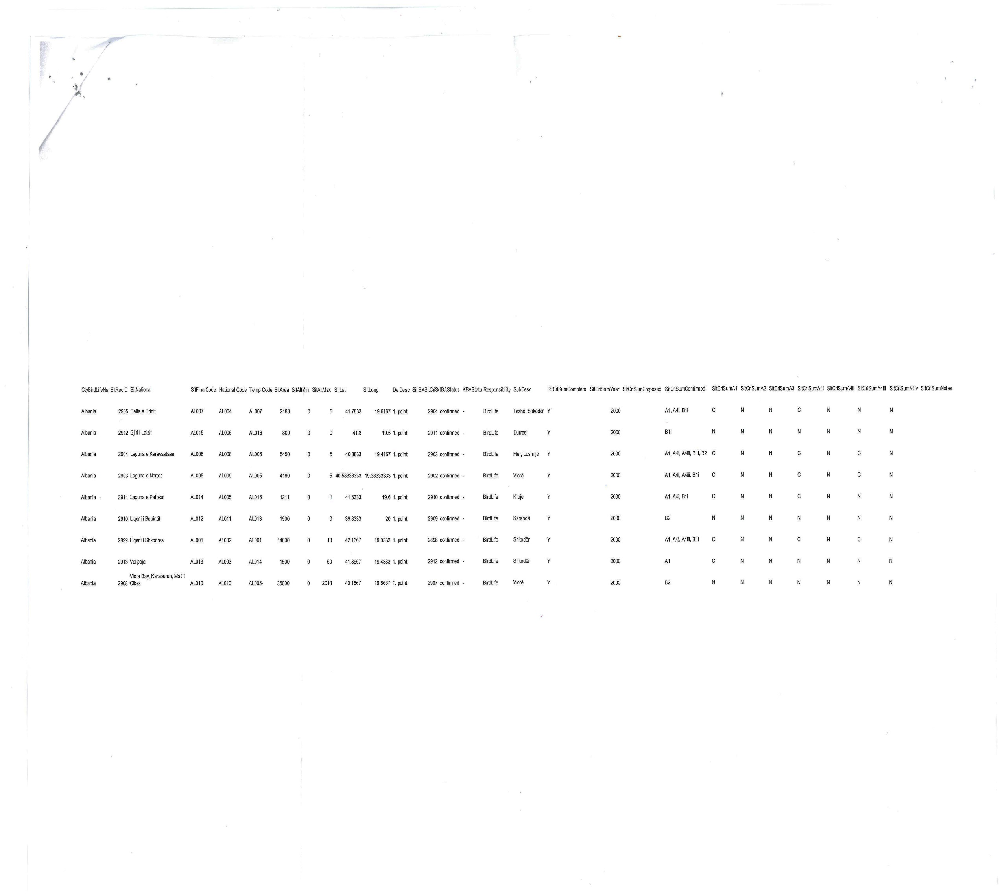 CtyBirdLifeNar SitRecID SitNational SitFinalCode National Code Temp Code SitArea SitAltMin SitAltMax SitLat SitLong DelDesc SitIBASitCriSi IBAStatus KBAStatu Responsibility SubDesc SitCriSumComplete SitCriSumYear SitCriSumProposed SitCriSumConfirmed SitCriSumA1 SitCriSumA2 SitCriSumA3 SitCriSumA4i SitCriSumA4ii SitCriSumA4iii SitCriSumA4iv SitCriSumNotes
Albania 2905 Delta e Drinit AL007 AL004 AL007 2188 0 5 41.7833 19.6167 1. point 2904 confirmed - BirdLife Lezhë, Shkodër Y 2000 A1, A4i, B1i C N N C N N N
Albania 2912 Gjiri i Lalzit AL015 AL006 AL016 800 0 0 41.3 19.5 1. point 2911 confirmed - BirdLife Durresi Y 2000 B1i N N N N N N N
Albania 2904 Laguna e Karavastase AL006 AL008 AL006 5450 0 5 40.8833 19.4167 1. point 2903 confirmed - BirdLife Fier, Lushnjë Y 2000 A1, A4i, A4iii, B1i, B2 C N N C N C N
Albania 2903 Laguna e Nartes AL005 AL009 AL005 4180 0 5 40.58333333 19.38333333 1. point 2902 confirmed - BirdLife Vlorë Y 2000 A1, A4i, A4iii, B1i C N N C N C N
Albania 2911 Laguna e Patokut AL014 AL005 AL015 1211 0 1 41.6333 19.6 1. point 2910 confirmed - BirdLife Kruje Y 2000 A1, A4i, B1i C N N C N N N
Albania 2910 Liqeni i Butrintit AL012 AL011 AL013 1900 0 0 39.8333 20 1. point 2909 confirmed - BirdLife Sarandë Y 2000 B2 N N N N N N N
Albania 2899 Liqeni i Shkodres AL001 AL002 AL001 14000 0 10 42.1667 19.3333 1. point 2898 confirmed - BirdLife Shkodër Y 2000 A1, A4i, A4iii, B1i C N N C N C N
Albania 2913 Velipoja AL013 AL003 AL014 1500 0 50 41.8667 19.4333 1. point 2912 confirmed - BirdLife Shkodër Y 2000 A1 C N N N N N N
Vlora Bay, Karaburun, Mali i
Albania 2908 Cikes AL010 AL010 AL005- 35000 0 2018 40.1667 19.6667 1. point 2907 confirmed - BirdLife Vlorë Y 2000 B2 N N N N N N N